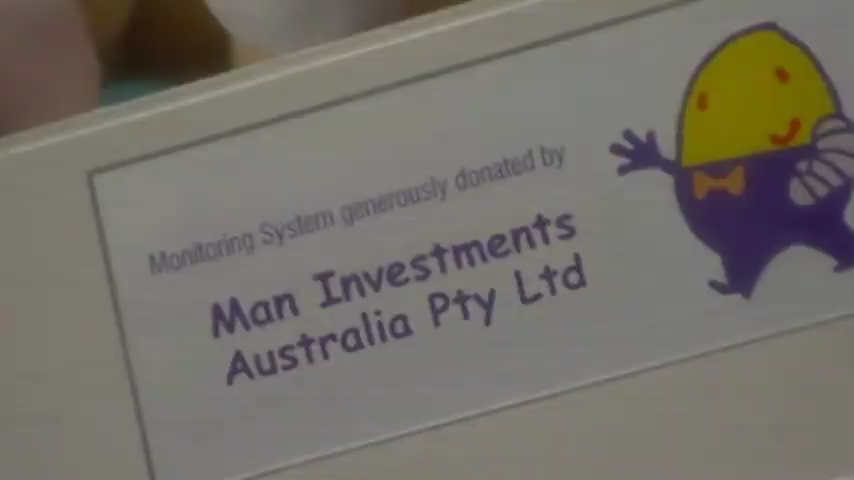 Monitoring System generously donated by
Man Investments
Australia Pty Ltd